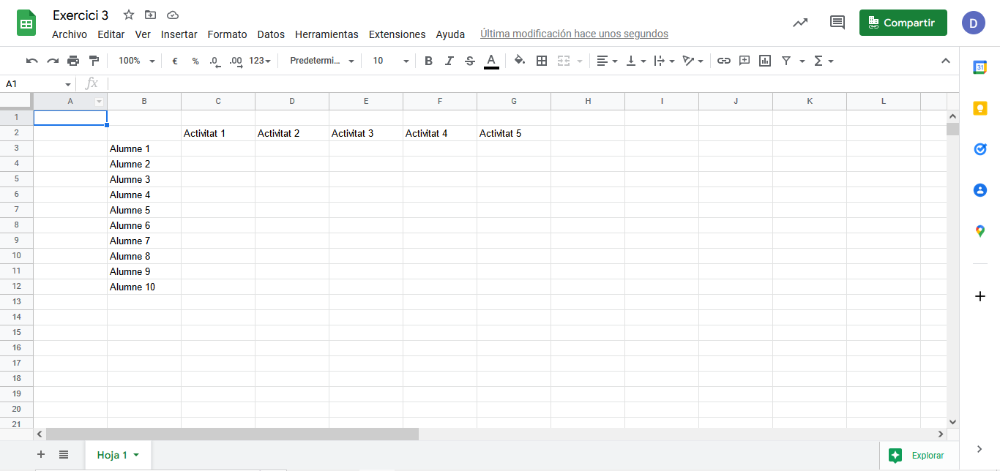 Exercici 3
Archivo Editar Ver Insertar Formato Datos Herramientas Extensiones Ayuda Última modificación hace unos segundos
Compartir
D
100% € % .0 .00 123 Predetermi... 10 B I S A
31
A1 fx
A B C D E F G H I J K L
1
2 Activitat 1 Activitat 2 Activitat 3 Activitat 4 Activitat 5
3 Alumne 1
4 Alumne 2
5 Alumne 3
6 Alumne 4
7 Alumne 5
8 Alumne 6
9 Alumne 7
10 Alumne 8
11 Alumne 9
12 Alumne 10
13
14
15
16
17
18
19
20
21
Hoja 1
Explorar